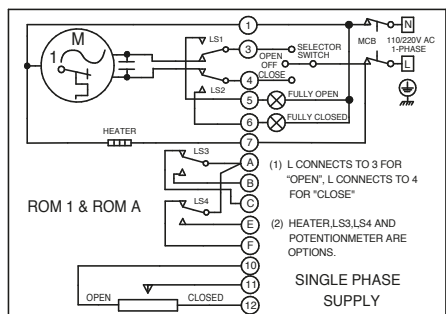 M
1
LS1
LS2
HEATER
1
3
4
5
6
7
OPEN
OFF
CLOSE
SELECTOR
SWITCH
MCB
110/220V AC
1-PHASE
N
L
FULLY OPEN
FULLY CLOSED
LS3
LS4
A
B
C
E
F
10
11
12
ROM 1 & ROM A
(1) L CONNECTS TO 3 FOR
“OPEN”, L CONNECTS TO 4
FOR "CLOSE"
(2) HEATER,LS3,LS4 AND
POTENTIONMETER ARE
OPTIONS.
OPEN
CLOSED
SINGLE PHASE
SUPPLY